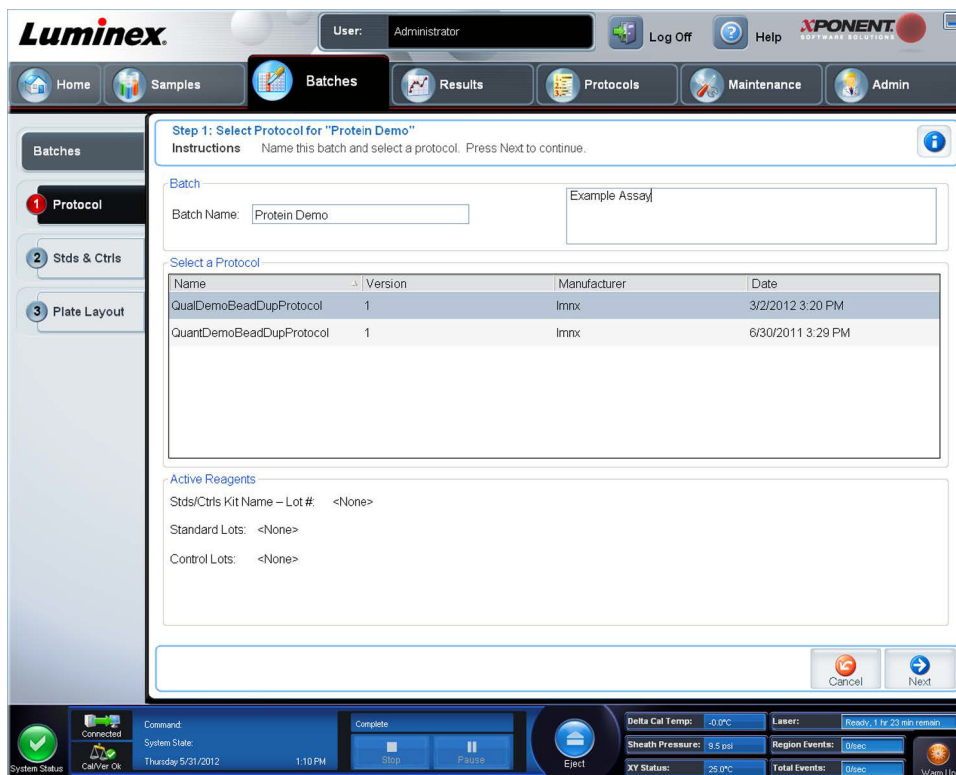 Luminex.
User: Administrator
Log Off
Help
XPONENT.
SOFTWARE SOLUTIONS
Home
Samples
Batches
Results
Protocols
Maintenance
Admin
Batches
1 Protocol
2 Stds & Ctrls
3 Plate Layout
Step 1: Select Protocol for "Protein Demo"
Instructions Name this batch and select a protocol. Press Next to continue.
Batch
Batch Name: Protein Demo
Example Assay
Select a Protocol
Name Version Manufacturer Date
QualDemoBeadDupProtocol 1 lmnx 3/2/2012 3:20 PM
QuantDemoBeadDupProtocol 1 lmnx 6/30/2011 3:29 PM
Active Reagents
Stds/Ctrls Kit Name – Lot #: <None>
Standard Lots: <None>
Control Lots: <None>
Cancel
Next
System Status
Connected
Cal/Ver Ok
Command:
System State:
Thursday 5/31/2012 1:10 PM
Complete
Stop
Pause
Eject
Delta Cal Temp: -0.0°C
Sheath Pressure: 9.5 psi
XY Status: 25.0°C
Laser: Ready, 1 hr 23 min remain
Region Events: 0/sec
Total Events: 0/sec
Warm Up